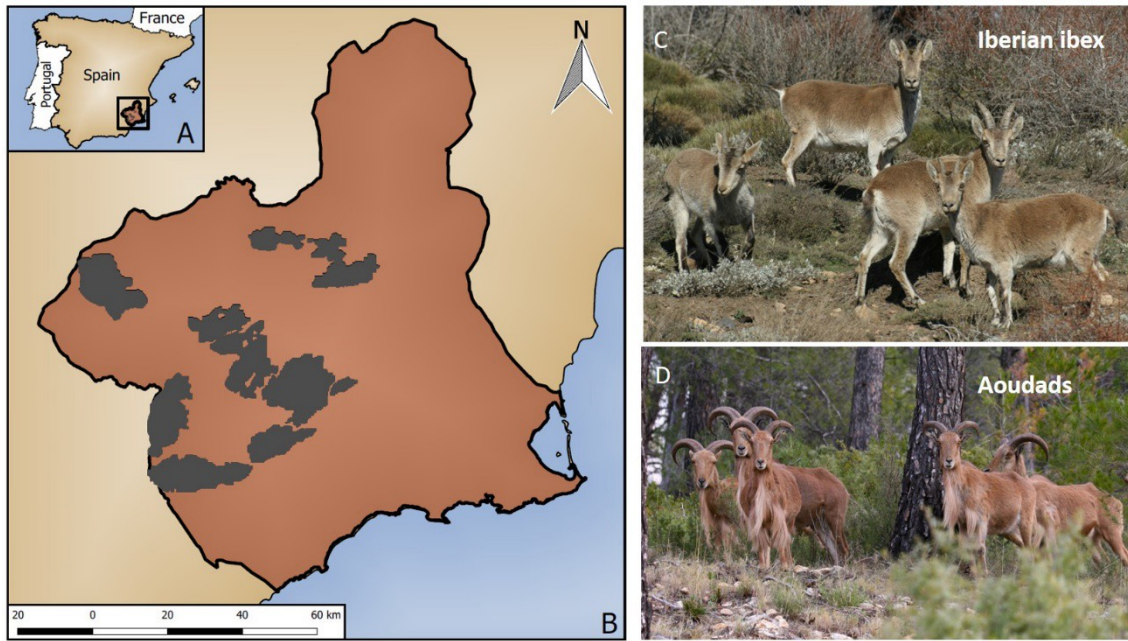 France
Portugal
Spain
A
N
20 0 20 40 60 km
B
C
Iberian ibex
D
Aoudads